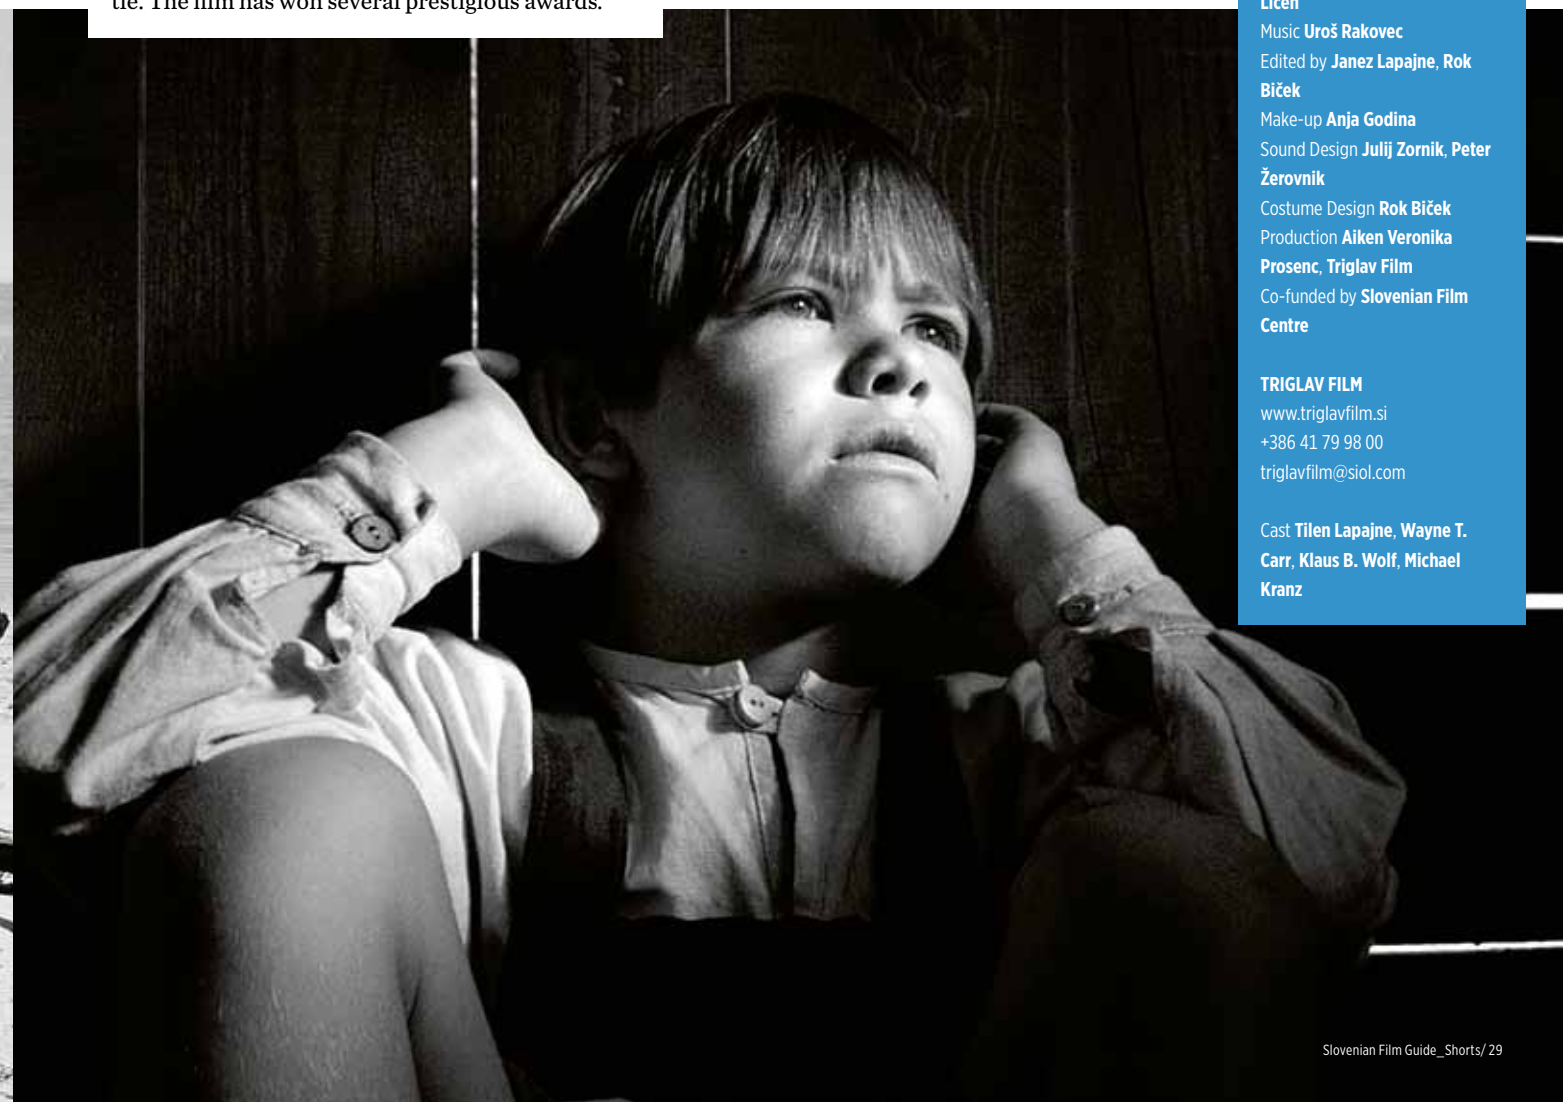 tie. The film has won several prestigious awards.
Ličen
Music Uroš Rakovec
Edited by Janez Lapajne, Rok
Biček
Make-up Anja Godina
Sound Design Julij Zornik, Peter
Žerovnik
Costume Design Rok Biček
Production Aiken Veronika
Prosenc, Triglav Film
Co-funded by Slovenian Film
Centre
TRIGLAV FILM
www.triglavfilm.si
+386 41 79 98 00
triglavfilm@siol.com
Cast Tilen Lapajne, Wayne T.
Carr, Klaus B. Wolf, Michael
Kranz
Slovenian Film Guide_Shorts/ 29